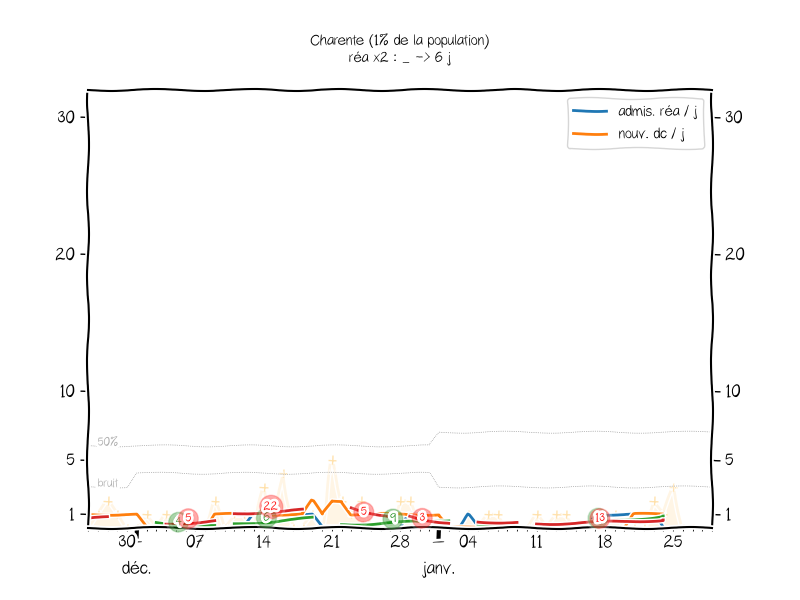 Charente (1% de la population)
réa x2 : _ -> 6 j
admis. réa / j
nouv. dc / j
30 30
20 20
10 10
5 5
1 1
50%
bruit
4 5 22 6 5 9 3 13
30 07 14 21 28 04 11 18 25
déc. janv.